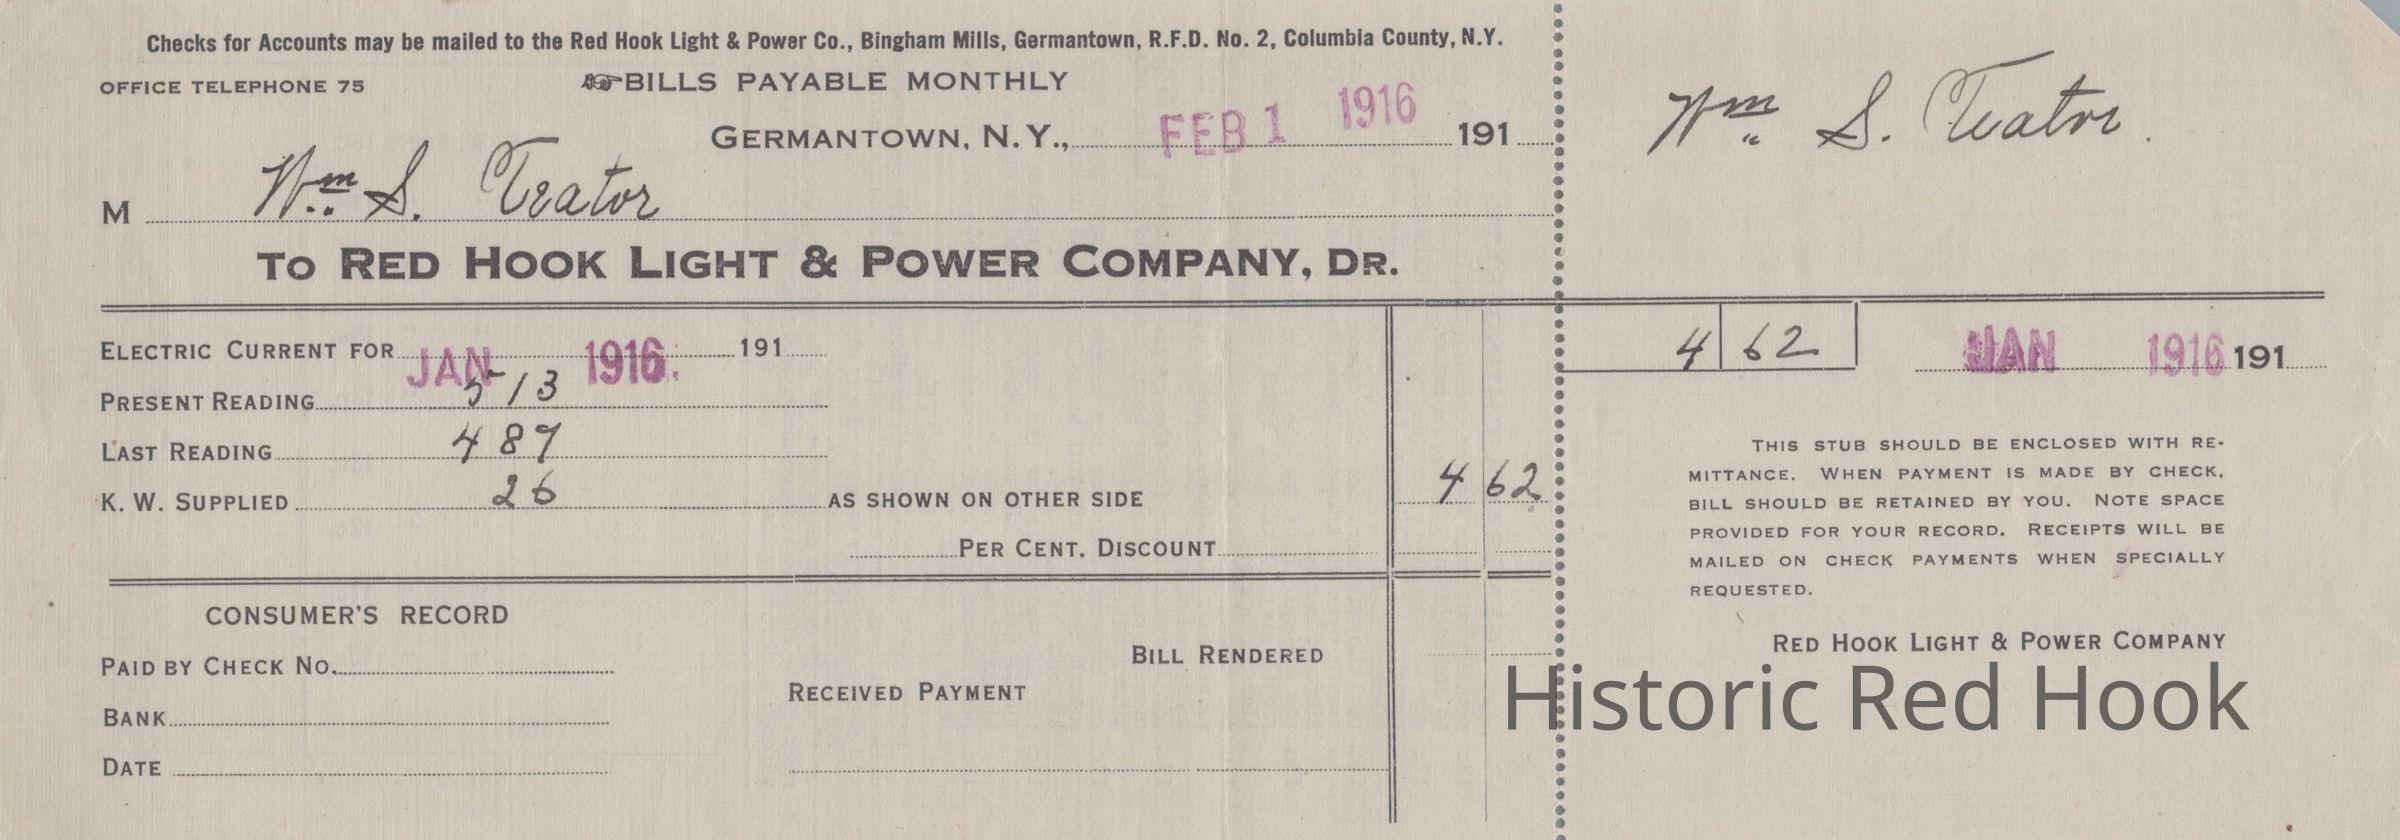 Checks for Accounts may be mailed to the Red Hook Light & Power Co., Bingham Mills, Germantown, R.F.D. No. 2, Columbia County, N.Y.
OFFICE TELEPHONE 75
BILLS PAYABLE MONTHLY
GERMANTOWN, N.Y., FEB 1 1916 191
M Wm S. Teator
TO RED HOOK LIGHT & POWER COMPANY, DR.
ELECTRIC CURRENT FOR JAN 1916. 191
PRESENT READING 513
LAST READING 487
K. W. SUPPLIED 26 AS SHOWN ON OTHER SIDE 4 62
PER CENT. DISCOUNT
CONSUMER'S RECORD
PAID BY CHECK NO.
BANK
DATE
BILL RENDERED
RECEIVED PAYMENT
Wm S. Teator.
4 62 JAN 1916 191
THIS STUB SHOULD BE ENCLOSED WITH RE-
MITTANCE. WHEN PAYMENT IS MADE BY CHECK,
BILL SHOULD BE RETAINED BY YOU. NOTE SPACE
PROVIDED FOR YOUR RECORD. RECEIPTS WILL BE
MAILED ON CHECK PAYMENTS WHEN SPECIALLY
REQUESTED.
RED HOOK LIGHT & POWER COMPANY
Historic Red Hook